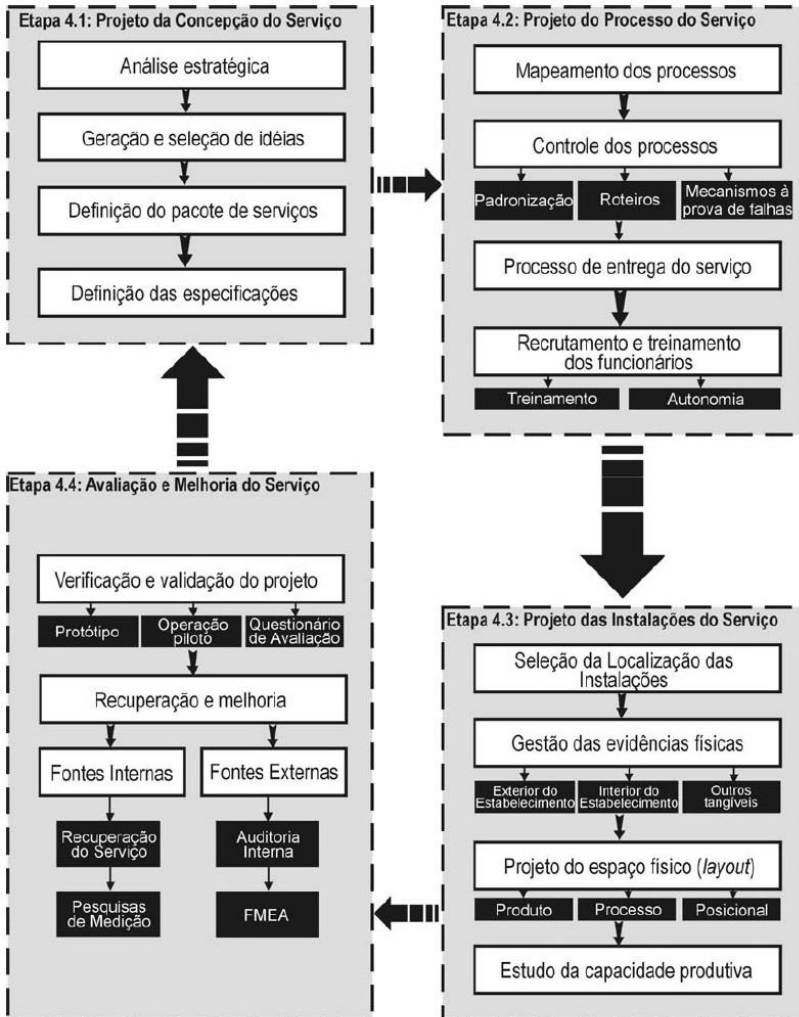 Etapa 4.1: Projeto da Concepção do Serviço
Análise estratégica
Geração e seleção de idéias
Definição do pacote de serviços
Definição das especificações
Etapa 4.2: Projeto do Processo do Serviço
Mapeamento dos processos
Controle dos processos
Padronização
Roteiros
Mecanismos à
prova de falhas
Processo de entrega do serviço
Recrutamento e treinamento
dos funcionários
Treinamento
Autonomia
Etapa 4.3: Projeto das Instalações do Serviço
Seleção da Localização das
Instalações
Gestão das evidências físicas
Exterior do
Estabelecimento
Interior do
Estabelecimento
Outros
tangíveis
Projeto do espaço físico (layout)
Produto
Processo
Posicional
Estudo da capacidade produtiva
Etapa 4.4: Avaliação e Melhoria do Serviço
Verificação e validação do projeto
Protótipo
Operação
piloto
Questionário
de Avaliação
Recuperação e melhoria
Fontes Internas
Fontes Externas
Recuperação
do Serviço
Auditoria
Interna
Pesquisas
de Medição
FMEA